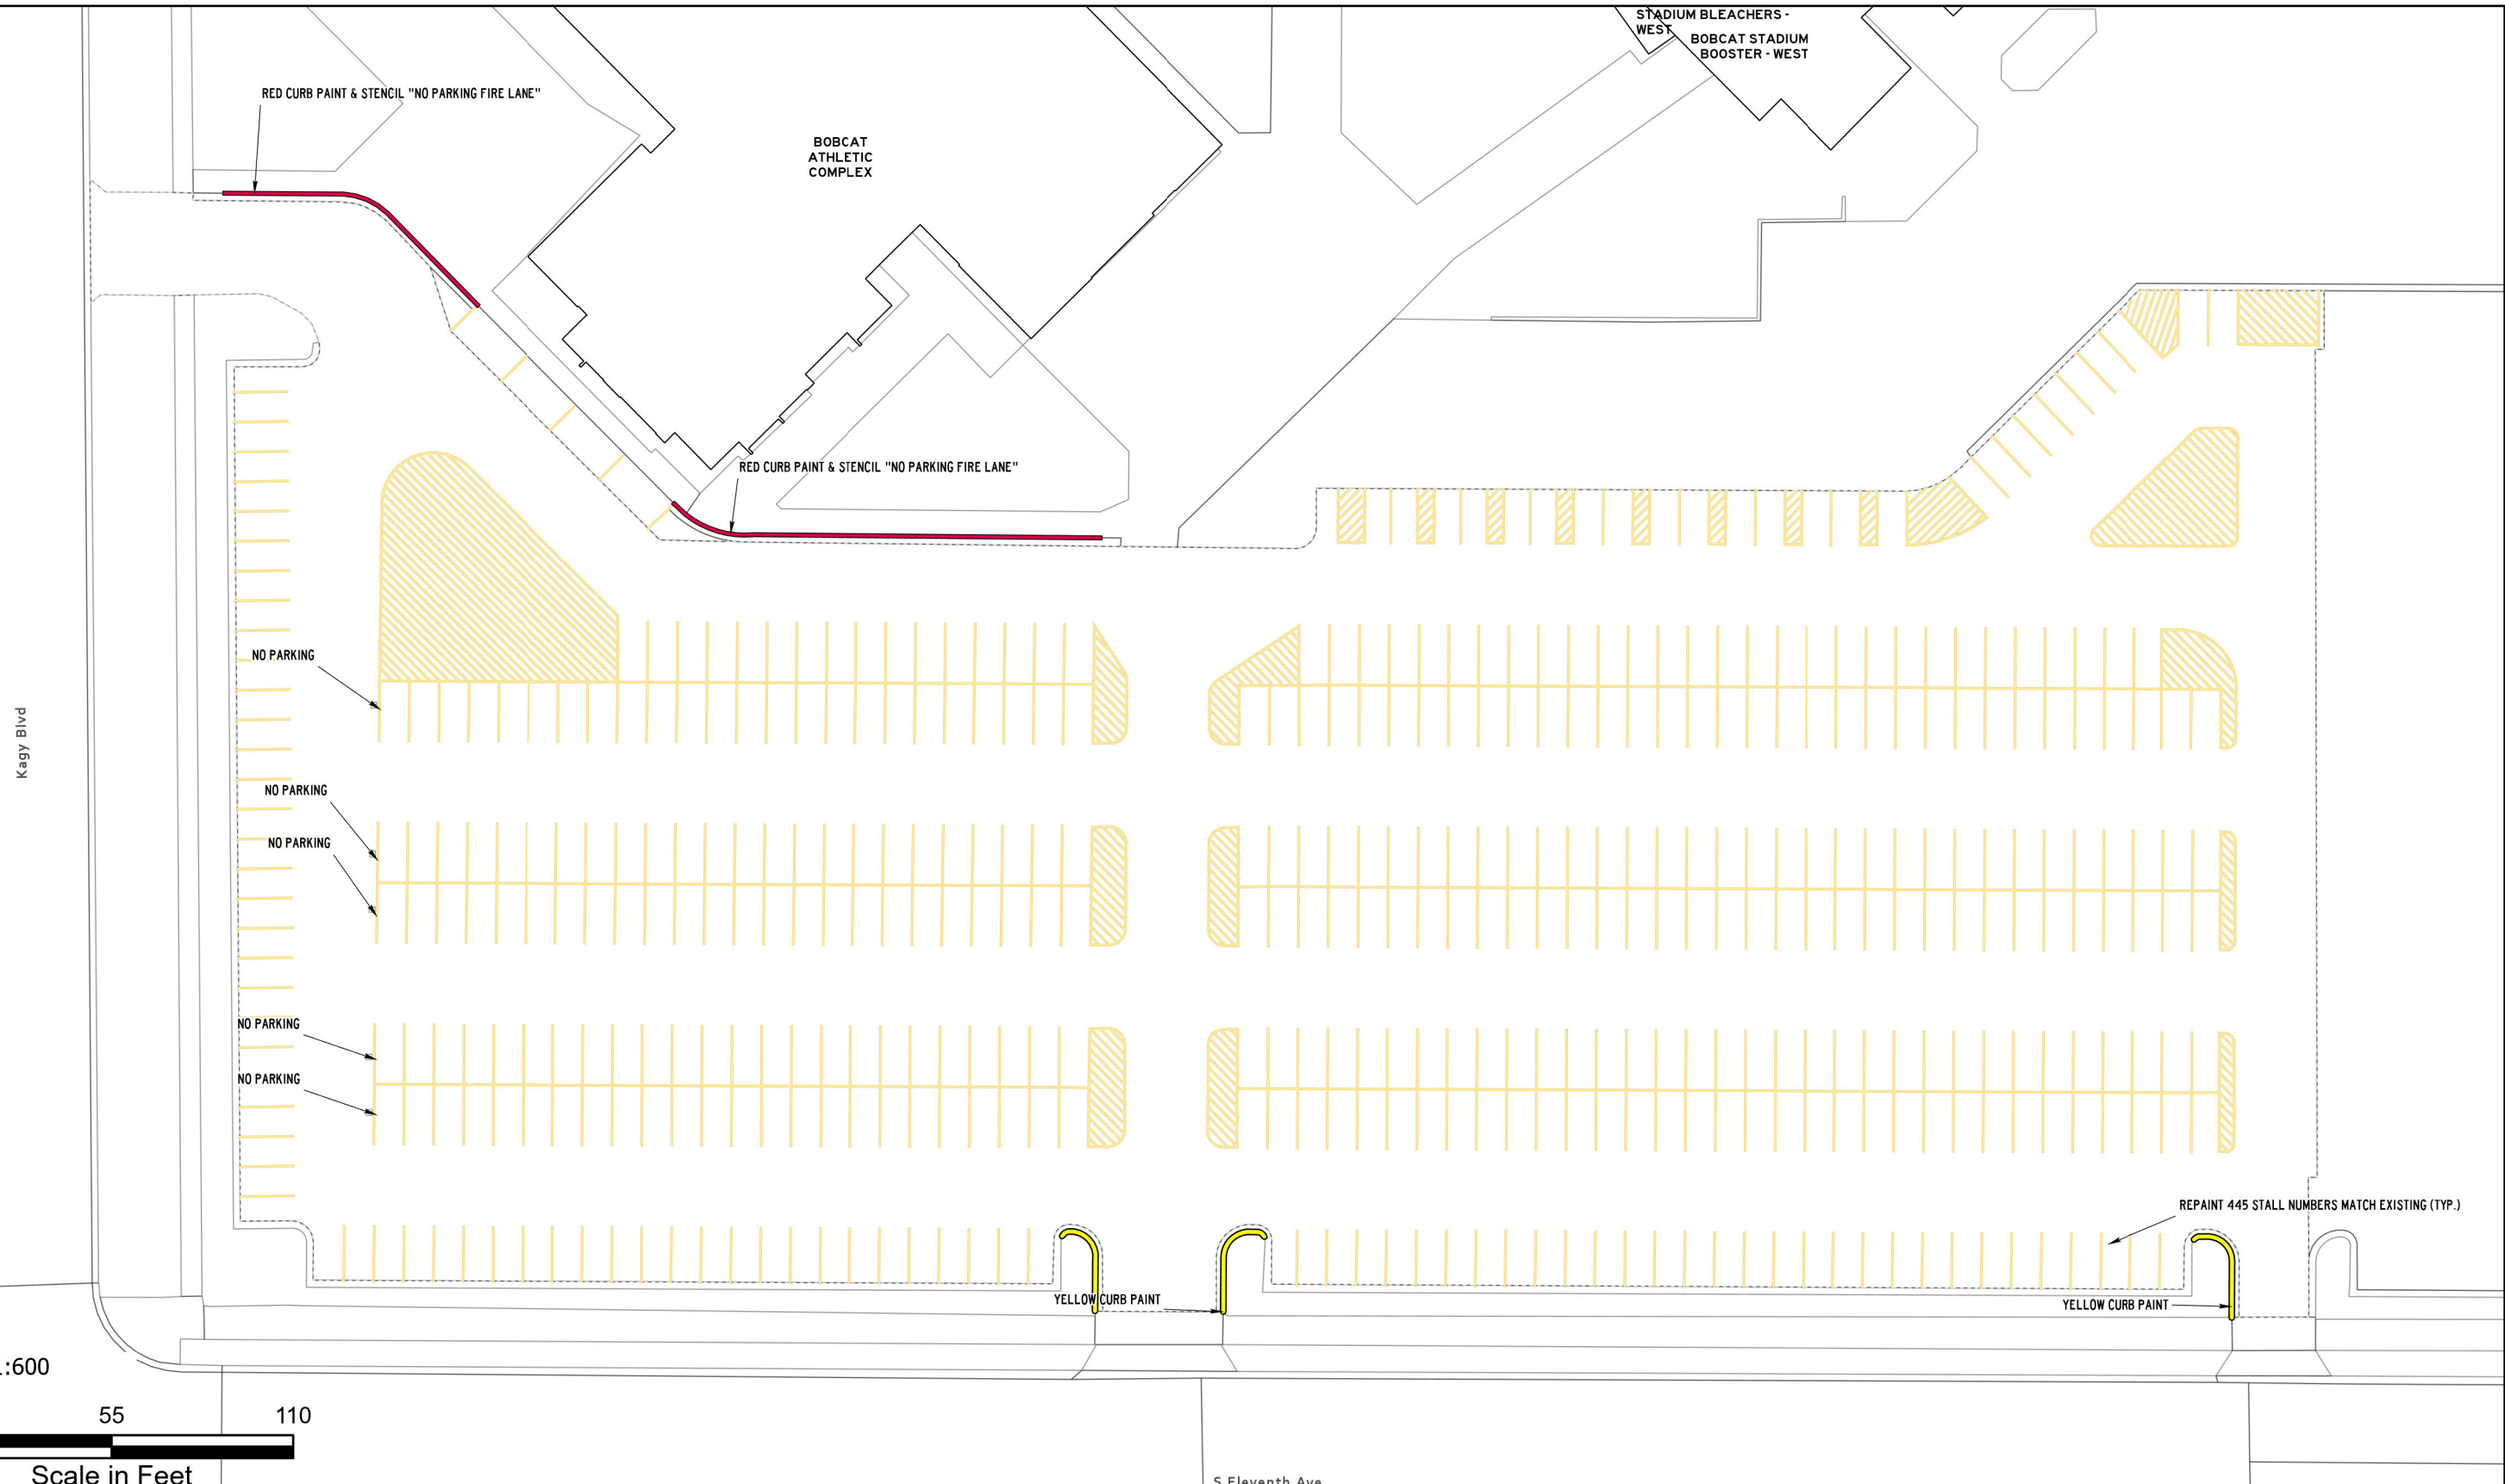 STADIUM BLEACHERS -
WEST
BOBCAT STADIUM
BOOSTER - WEST
RED CURB PAINT & STENCIL "NO PARKING FIRE LANE"
BOBCAT
ATHLETIC
COMPLEX
RED CURB PAINT & STENCIL "NO PARKING FIRE LANE"
NO PARKING
Kagy Blvd
NO PARKING
NO PARKING
NO PARKING
NO PARKING
REPAINT 445 STALL NUMBERS MATCH EXISTING (TYP.)
YELLOW CURB PAINT
YELLOW CURB PAINT
:600
55 110
Scale in Feet
S Eleventh Ave